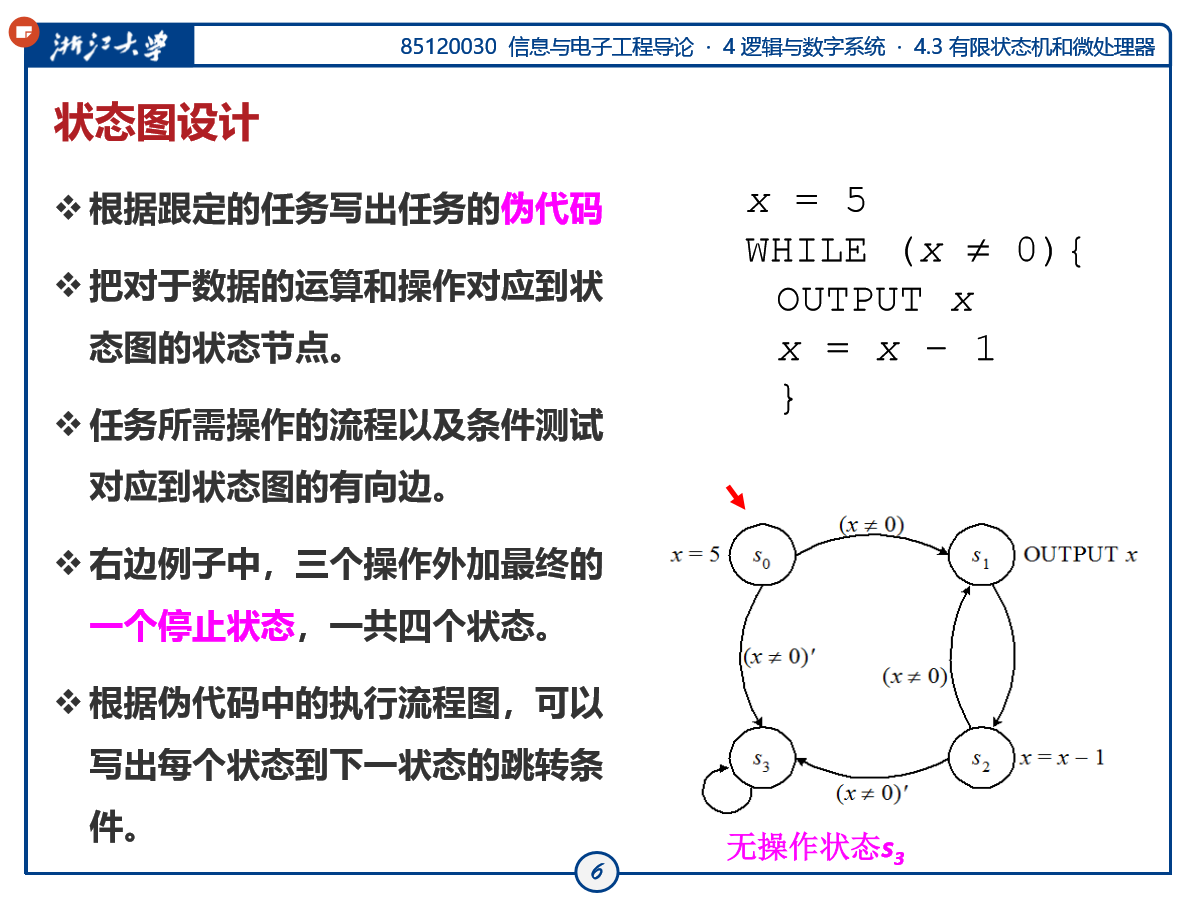 浙江大学
85120030 信息与电子工程导论 · 4 逻辑与数字系统 · 4.3 有限状态机和微处理器
状态图设计
❖ 根据跟定的任务写出任务的伪代码
❖ 把对于数据的运算和操作对应到状
态图的状态节点。
❖ 任务所需操作的流程以及条件测试
对应到状态图的有向边。
❖ 右边例子中，三个操作外加最终的
一个停止状态，一共四个状态。
❖ 根据伪代码中的执行流程图，可以
写出每个状态到下一状态的跳转条
件。
x = 5
WHILE (x ≠ 0){
OUTPUT x
x = x − 1
}
(x ≠ 0)
x = 5
s0
s1
OUTPUT x
(x ≠ 0)′
(x ≠ 0)
s3
s2
x = x − 1
(x ≠ 0)′
无操作状态s3
6